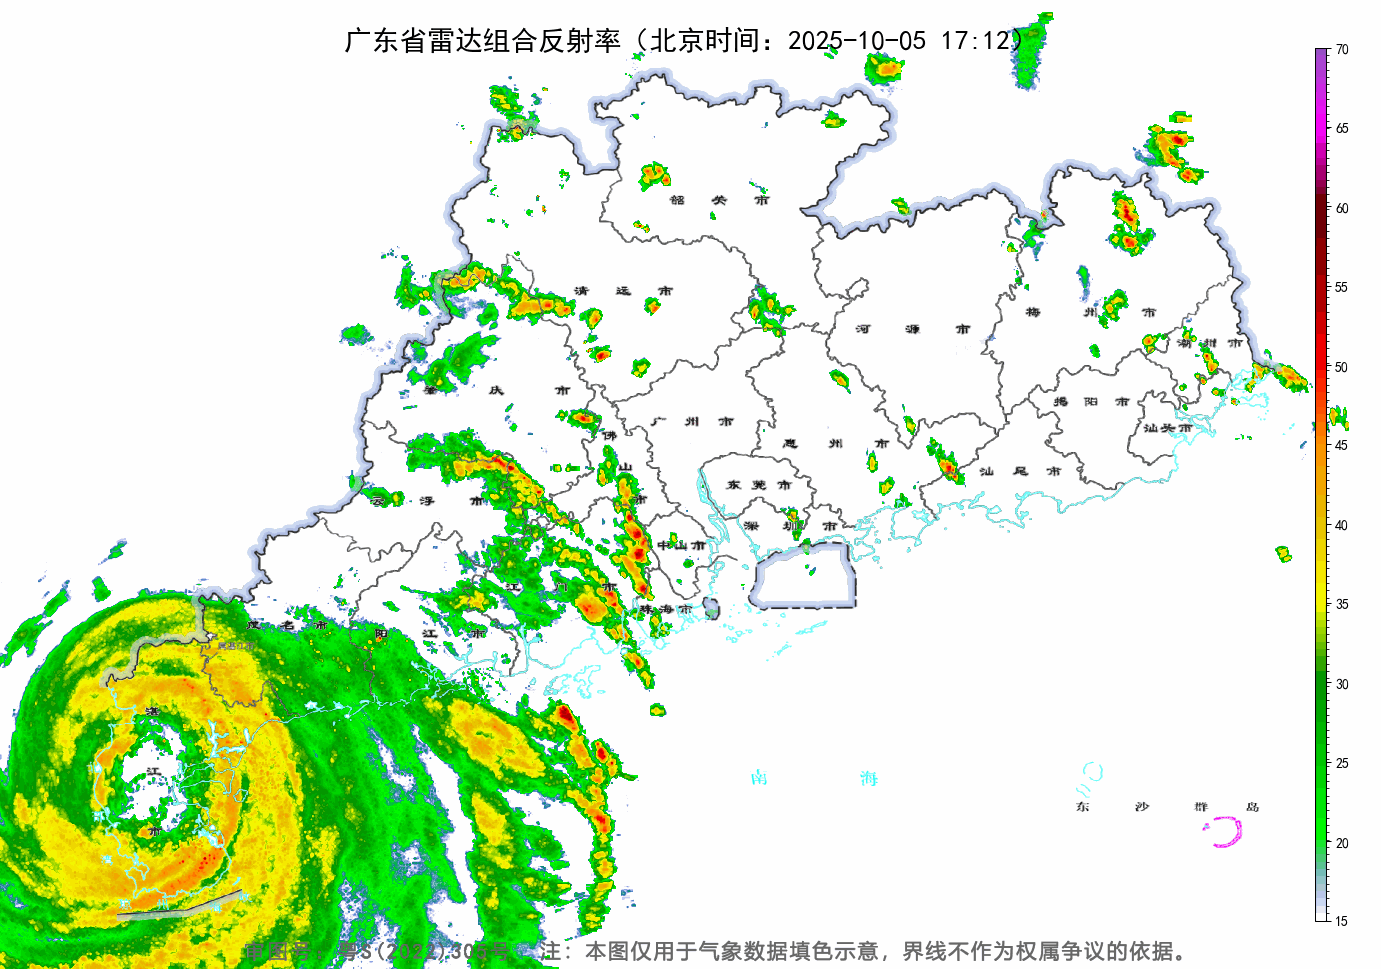 广东省雷达组合反射率（北京时间：2025-10-05 17:12）
70
65
60
55
50
45
40
35
30
25
20
15
韶关市
清远市
河源市
梅州市
潮州市
肇庆市
广州市
揭阳市
汕头市
佛山市
惠州市
汕尾市
云浮市
东莞市
深圳市
中山市
江门市
珠海市
茂名市
阳江市
湛江市
南海
东沙群岛
审图号：粤S(2022)305号 注：本图仅用于气象数据填色示意，界线不作为权属争议的依据。